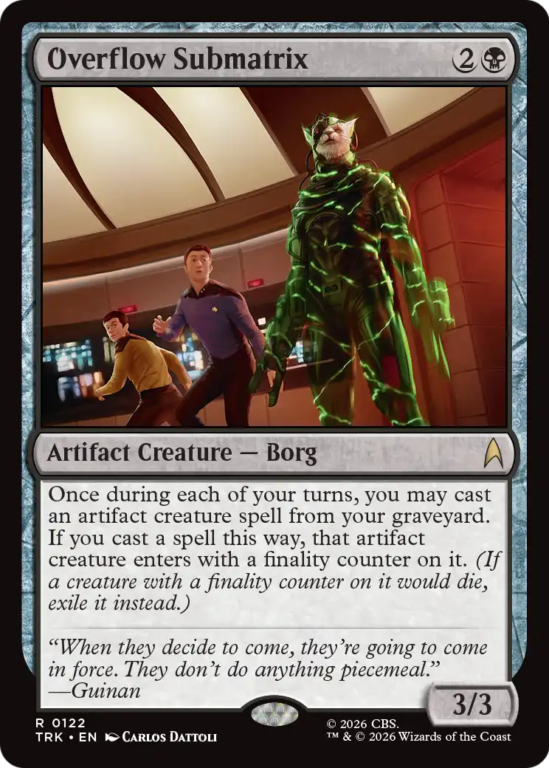 Overflow Submatrix 2
Artifact Creature — Borg
Once during each of your turns, you may cast
an artifact creature spell from your graveyard.
If you cast a spell this way, that artifact
creature enters with a finality counter on it. (If
a creature with a finality counter on it would die,
exile it instead.)
“When they decide to come, they’re going to come
in force. They don’t do anything piecemeal.”
—Guinan
3/3
R 0122
TRK • EN CARLOS DATTOLI
© 2026 CBS.
™ & © 2026 Wizards of the Coast